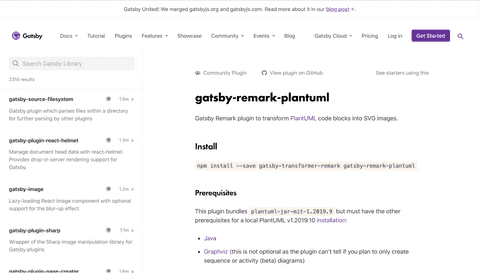 Gatsby United! We merged gatsbyjs.org and gatsbyjs.com. Read more about it in our blog post →.
Gatsby
Docs
Tutorial
Plugins
Features
Showcase
Community
Events
Blog
Gatsby Cloud
Pricing
Log In
Get Started
Search Gatsby Library
2318 results
gatsby-source-filesystem
Gatsby plugin which parses files within a directory
for further parsing by other plugins
gatsby-plugin-react-helmet
1.2m
Manage document head data with react-helmet.
Provides drop-in server rendering support for
Gatsby.
gatsby-image
Lazy-loading React image component with optional
support for the blur-up effect.
gatsby-plugin-sharp
Wrapper of the Sharp image manipulation library for
Gatsby plugins
gatsby-plugin-page-creator
Community Plugin
View plugin on GitHub
See starters using this
gatsby-remark-plantuml
Gatsby Remark plugin to transform PlantUML code blocks into SVG images.
Install
npm install --save gatsby-transformer-remark gatsby-remark-plantuml
Prerequisites
This plugin bundles plantuml-jar-mit-1.2019.9 but must have the other
prerequisites for a local PlantUML v1.2019.10 installation:
• Java
• Graphviz (this is not optional as the plugin can't tell if you plan to only create
sequence or activity (beta) diagrams)